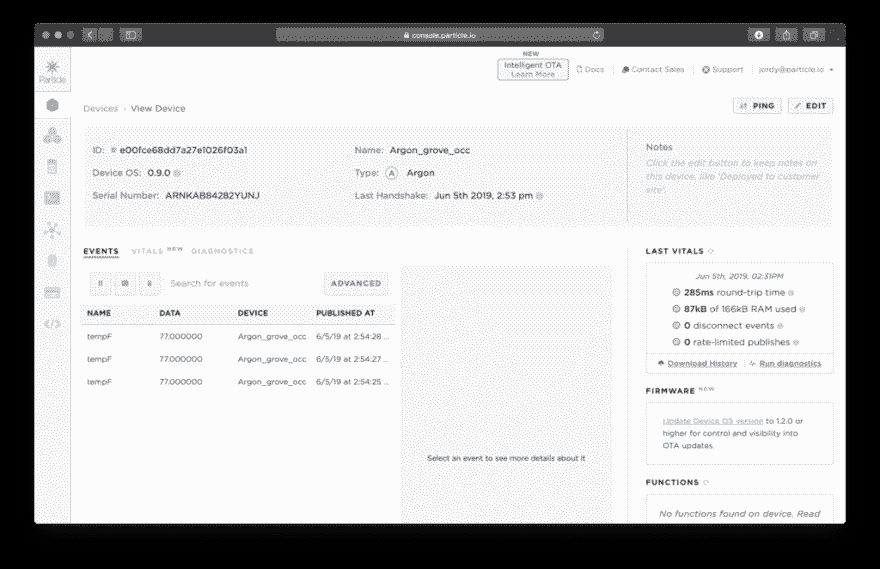 console.particle.io
NEW
Intelligent OTA
Learn More
Docs
Contact Sales
Support
jordy@particle.io
Particle
Devices › View Device
PING
EDIT
ID: e00fce68dd7a27e1026f03a1
Name: Argon_grove_occ
Notes
Click the edit button to keep notes on
this device, like 'Deployed to customer
site'.
Device OS: 0.9.0
Type: A Argon
Serial Number: ARNKAB84282YUNJ
Last Handshake: Jun 5th 2019, 2:53 pm
EVENTS VITALS NEW DIAGNOSTICS
Search for events
ADVANCED
NAME DATA DEVICE PUBLISHED AT
tempF 77.000000 Argon_grove_occ 6/5/19 at 2:54:28 ...
tempF 77.000000 Argon_grove_occ 6/5/19 at 2:54:27 ...
tempF 77.000000 Argon_grove_occ 6/5/19 at 2:54:25 ...
Select an event to see more details about it
LAST VITALS
Jun 5th, 2019, 02:31PM
285ms round-trip time
87kB of 166kB RAM used
0 disconnect events
0 rate-limited publishes
Download History
Run diagnostics
FIRMWARE NEW
Update Device OS version to 1.2.0 or
higher for control and visibility into
OTA updates.
FUNCTIONS
No functions found on device. Read